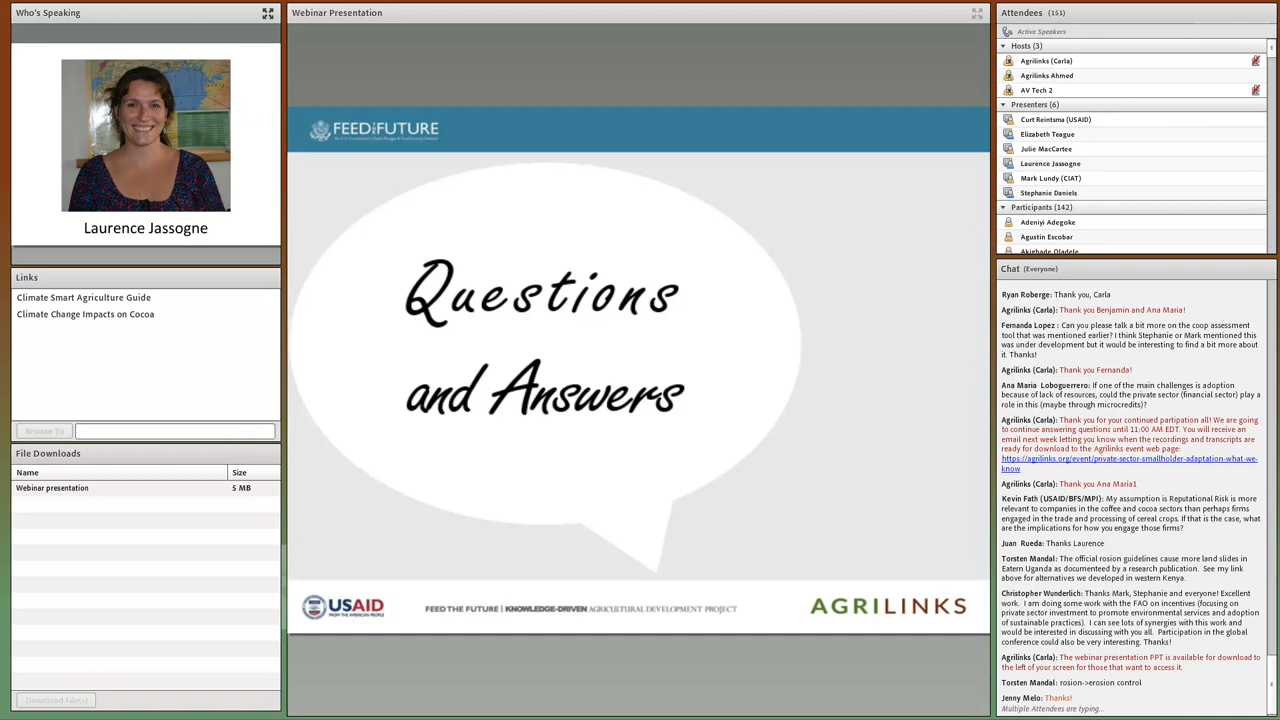 Who's Speaking
Laurence Jassogne
Links
Climate Smart Agriculture Guide
Climate Change Impacts on Cocoa
Browse To
File Downloads
Name Size
Webinar presentation 5 MB
Download File(s)
Webinar Presentation
FEED THE FUTURE
Questions
and Answers
USAID
FROM THE AMERICAN PEOPLE
FEED THE FUTURE | KNOWLEDGE-DRIVEN AGRICULTURAL DEVELOPMENT PROJECT
AGRILINKS
Attendees (151)
Active Speakers
Hosts (3)
Agrilinks (Carla)
Agrilinks Ahmed
AV Tech 2
Presenters (6)
Curt Reintsma (USAID)
Elizabeth Teague
Julie MacCartee
Laurence Jassogne
Mark Lundy (CIAT)
Stephanie Daniels
Participants (142)
Adeniyi Adegoke
Agustin Escobar
Akighade Oladele
Chat (Everyone)
Ryan Roberge: Thank you, Carla
Agrilinks (Carla): Thank you Benjamin and Ana Maria!
Fernanda Lopez : Can you please talk a bit more on the coop assessment
tool that was mentioned earlier? I think Stephanie or Mark mentioned this
was under development but it would be interesting to find a bit more about
it. Thanks!
Agrilinks (Carla): Thank you Fernanda!
Ana Maria Loboguerrero: If one of the main challenges is adoption
because of lack of resources, could the private sector (financial sector) play a
role in this (maybe through microcredits)?
Agrilinks (Carla): Thank you for your continued partipation all! We are going
to continue answering questions until 11:00 AM EDT. You will receive an
email next week letting you know when the recordings and transcripts are
ready for download to the Agrilinks event web page:
https://agrilinks.org/event/private-sector-smallholder-adaptation-what-we-
know
Agrilinks (Carla): Thank you Ana Maria1
Kevin Fath (USAID/BFS/MPI): My assumption is Reputational Risk is more
relevant to companies in the coffee and cocoa sectors than perhaps firms
engaged in the trade and processing of cereal crops. If that is the case, what
are the implications for how you engage those firms?
Juan Rueda: Thanks Laurence
Torsten Mandal: The official rosion guidelines cause more land slides in
Eatern Uganda as documenteed by a research publication. See my link
above for alternatives we developed in western Kenya.
Christopher Wunderlich: Thanks Mark, Stephanie and everyone! Excellent
work. I am doing some work with the FAO on incentives (focusing on
private sector investment to promote environmental services and adoption
of sustainable practices). I can see lots of synergies with this work and
would be interested in discussing with you all. Participation in the global
conference could also be very interesting. Thanks!
Agrilinks (Carla): The webinar presentation PPT is available for download to
the left of your screen for those that want to access it.
Torsten Mandal: rosion->erosion control
Jenny Melo: Thanks!
Multiple Attendees are typing...